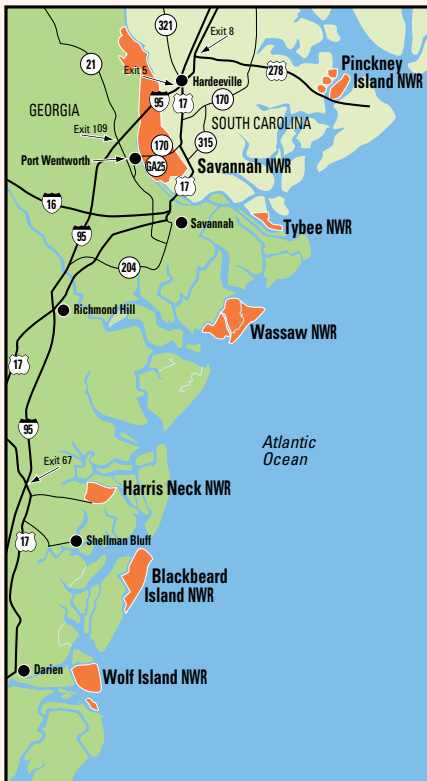 321
Exit 8
21
Exit 5
Hardeeville
278
Pinckney
Island NWR
95
17
170
GEORGIA
SOUTH CAROLINA
Exit 109
170
315
Port Wentworth
GA25
Savannah NWR
17
16
Savannah
Tybee NWR
95
204
Richmond Hill
Wassaw NWR
17
95
Atlantic
Ocean
Exit 67
Harris Neck NWR
17
Shellman Bluff
Blackbeard
Island NWR
Darien
Wolf Island NWR